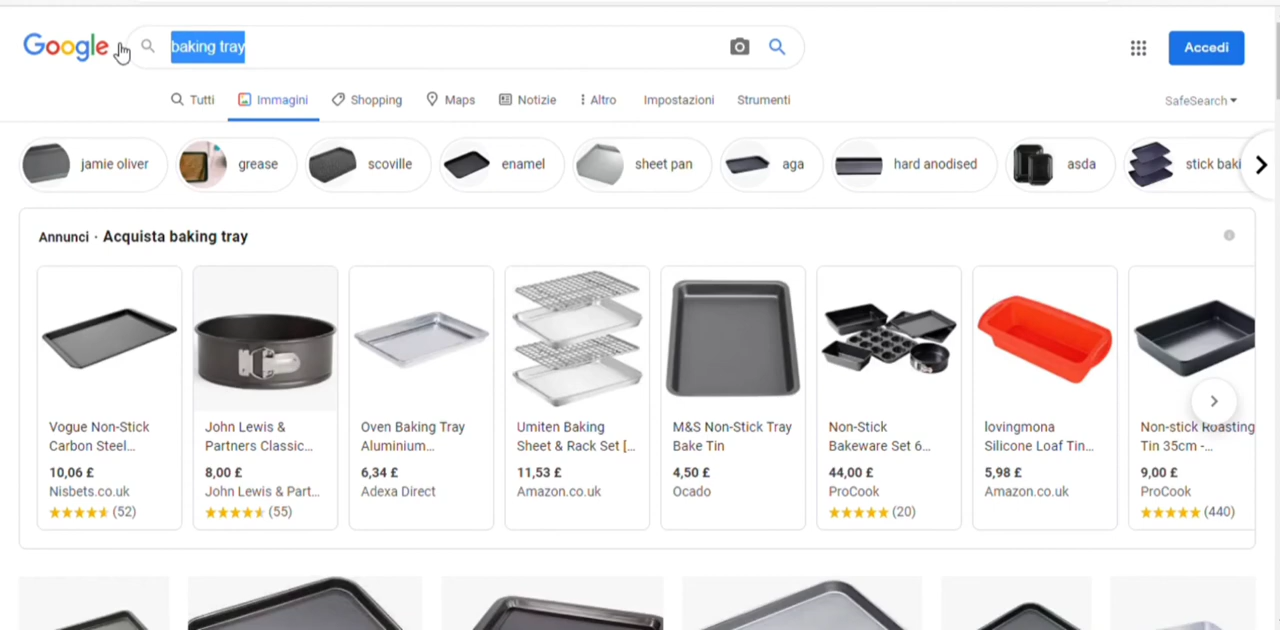 Google
baking tray
Accedi
Tutti Immagini Shopping Maps Notizie Altro Impostazioni Strumenti SafeSearch
jamie oliver grease scoville enamel sheet pan aga hard anodised asda stick baki
Annunci · Acquista baking tray
Vogue Non-Stick
Carbon Steel...
10,06 £
Nisbets.co.uk
(52)
John Lewis &
Partners Classic...
8,00 £
John Lewis & Part...
(55)
Oven Baking Tray
Aluminium...
6,34 £
Adexa Direct
Umiten Baking
Sheet & Rack Set [...
11,53 £
Amazon.co.uk
M&S Non-Stick Tray
Bake Tin
4,50 £
Ocado
Non-Stick
Bakeware Set 6...
44,00 £
ProCook
(20)
lovingmona
Silicone Loaf Tin...
5,98 £
Amazon.co.uk
Non-stick Roasting
Tin 35cm -...
9,00 £
ProCook
(440)